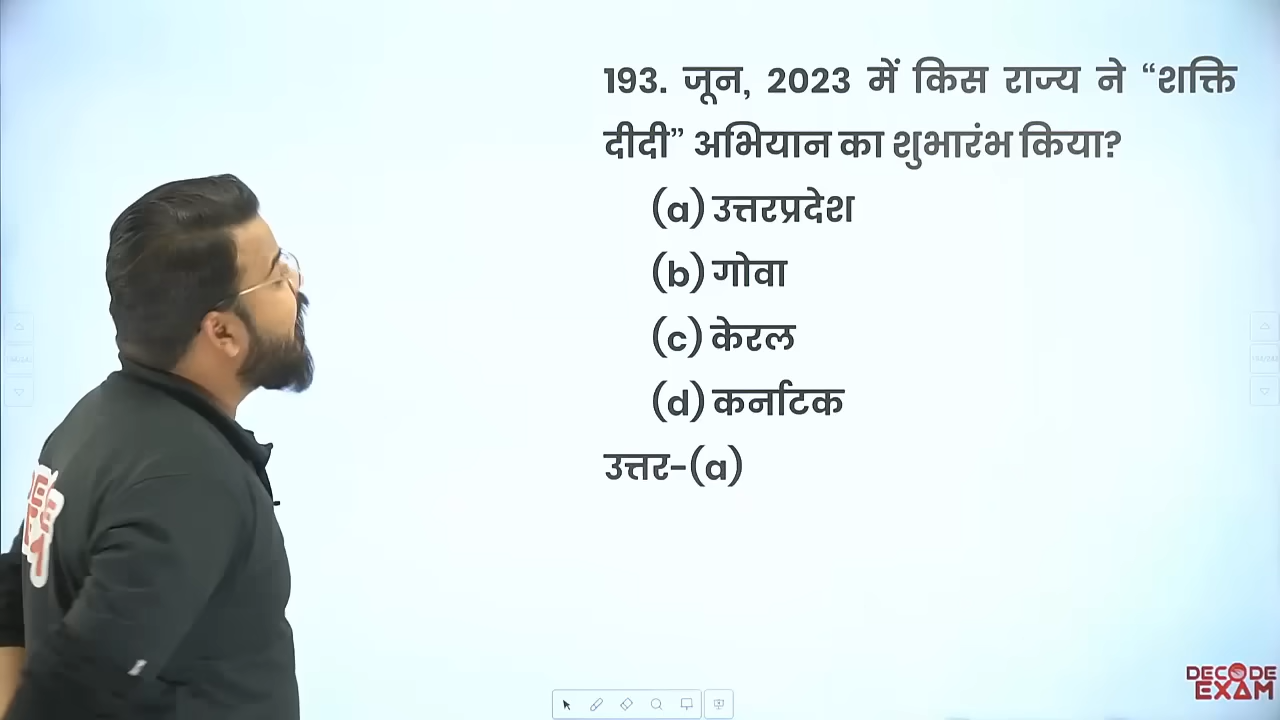 193. जून, 2023 में किस राज्य ने “शक्ति
दीदी” अभियान का शुभारंभ किया?
(a) उत्तरप्रदेश
(b) गोवा
(c) केरल
(d) कर्नाटक
उत्तर-(a)
DECODE
EXAM